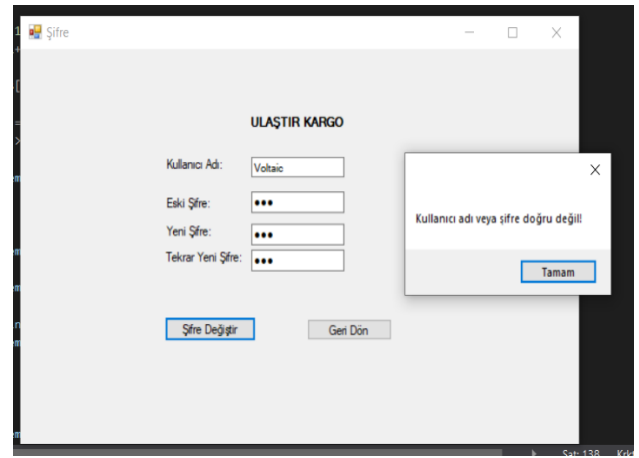 Şifre
ULAŞTIR KARGO
Kullanıcı Adı:
Voltaic
Eski Şifre:
Yeni Şifre:
Tekrar Yeni Şifre:
Şifre Değiştir
Geri Dön
Kullanıcı adı veya şifre doğru değil!
Tamam
Sat: 138